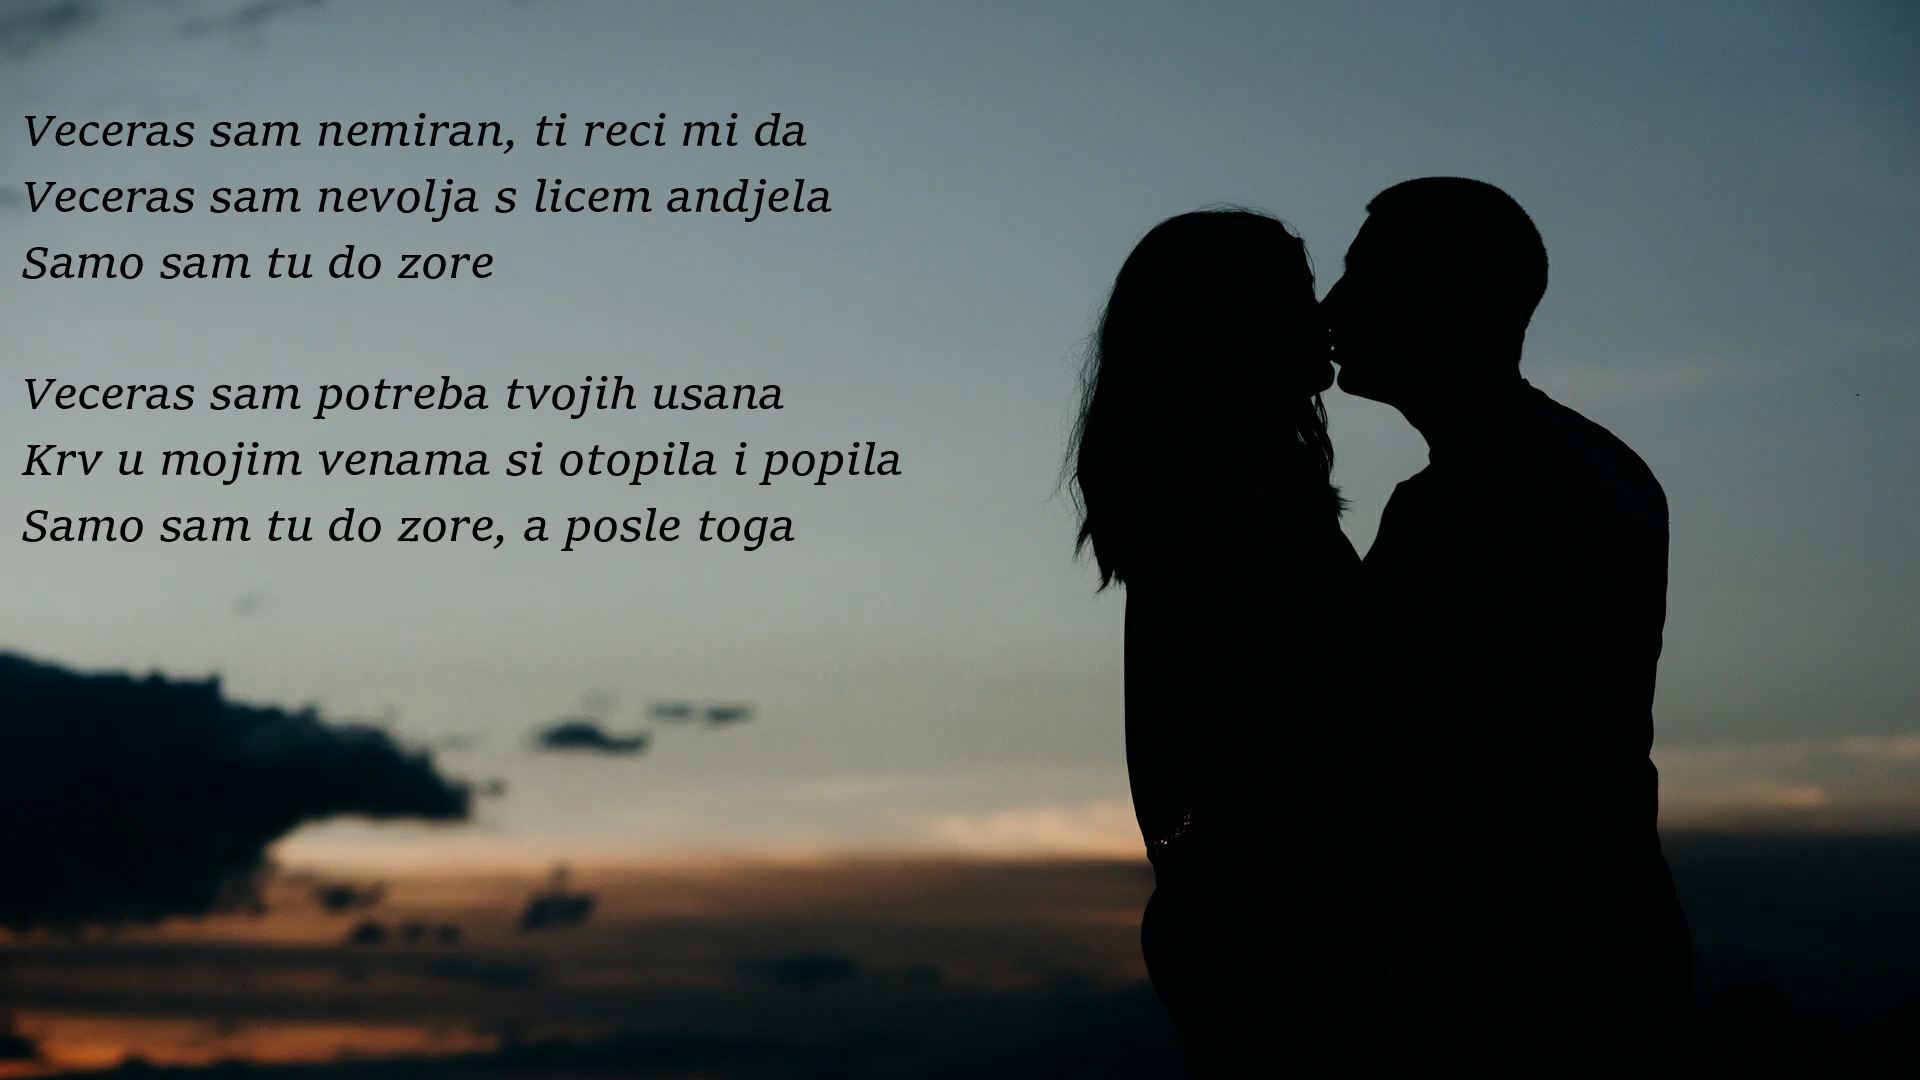 Veceras sam nemiran, ti reci mi da
Veceras sam nevolja s licem andjela
Samo sam tu do zore
Veceras sam potreba tvojih usana
Krv u mojim venama si otopila i popila
Samo sam tu do zore, a posle toga